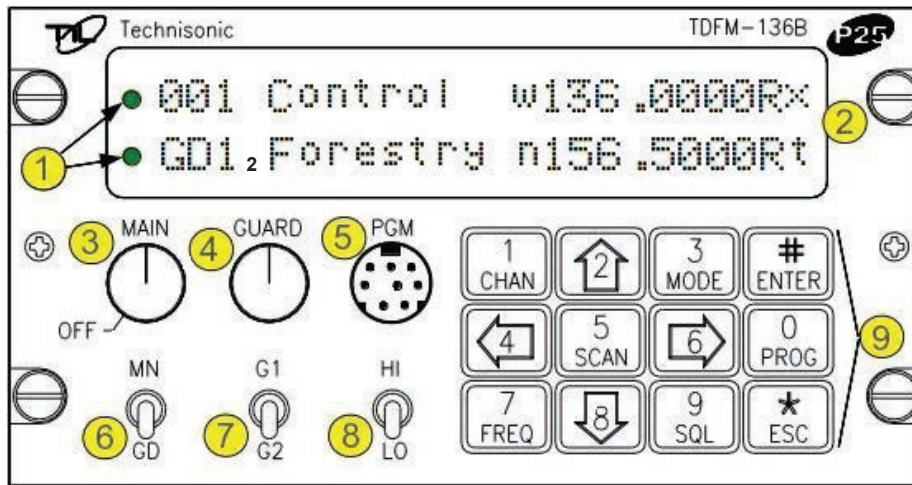 TiL Technisonic TDFM-136B P25
001 Control w136.0000Rx
GD1 2 Forestry n156.5000Rt
1
2
3 MAIN 4 GUARD 5 PGM
OFF
MN G1 HI
6 7 8
GD G2 LO
1 CHAN 2 3 MODE # ENTER
4 5 SCAN 6 0 PROG
7 FREQ 8 9 SQL * ESC
9